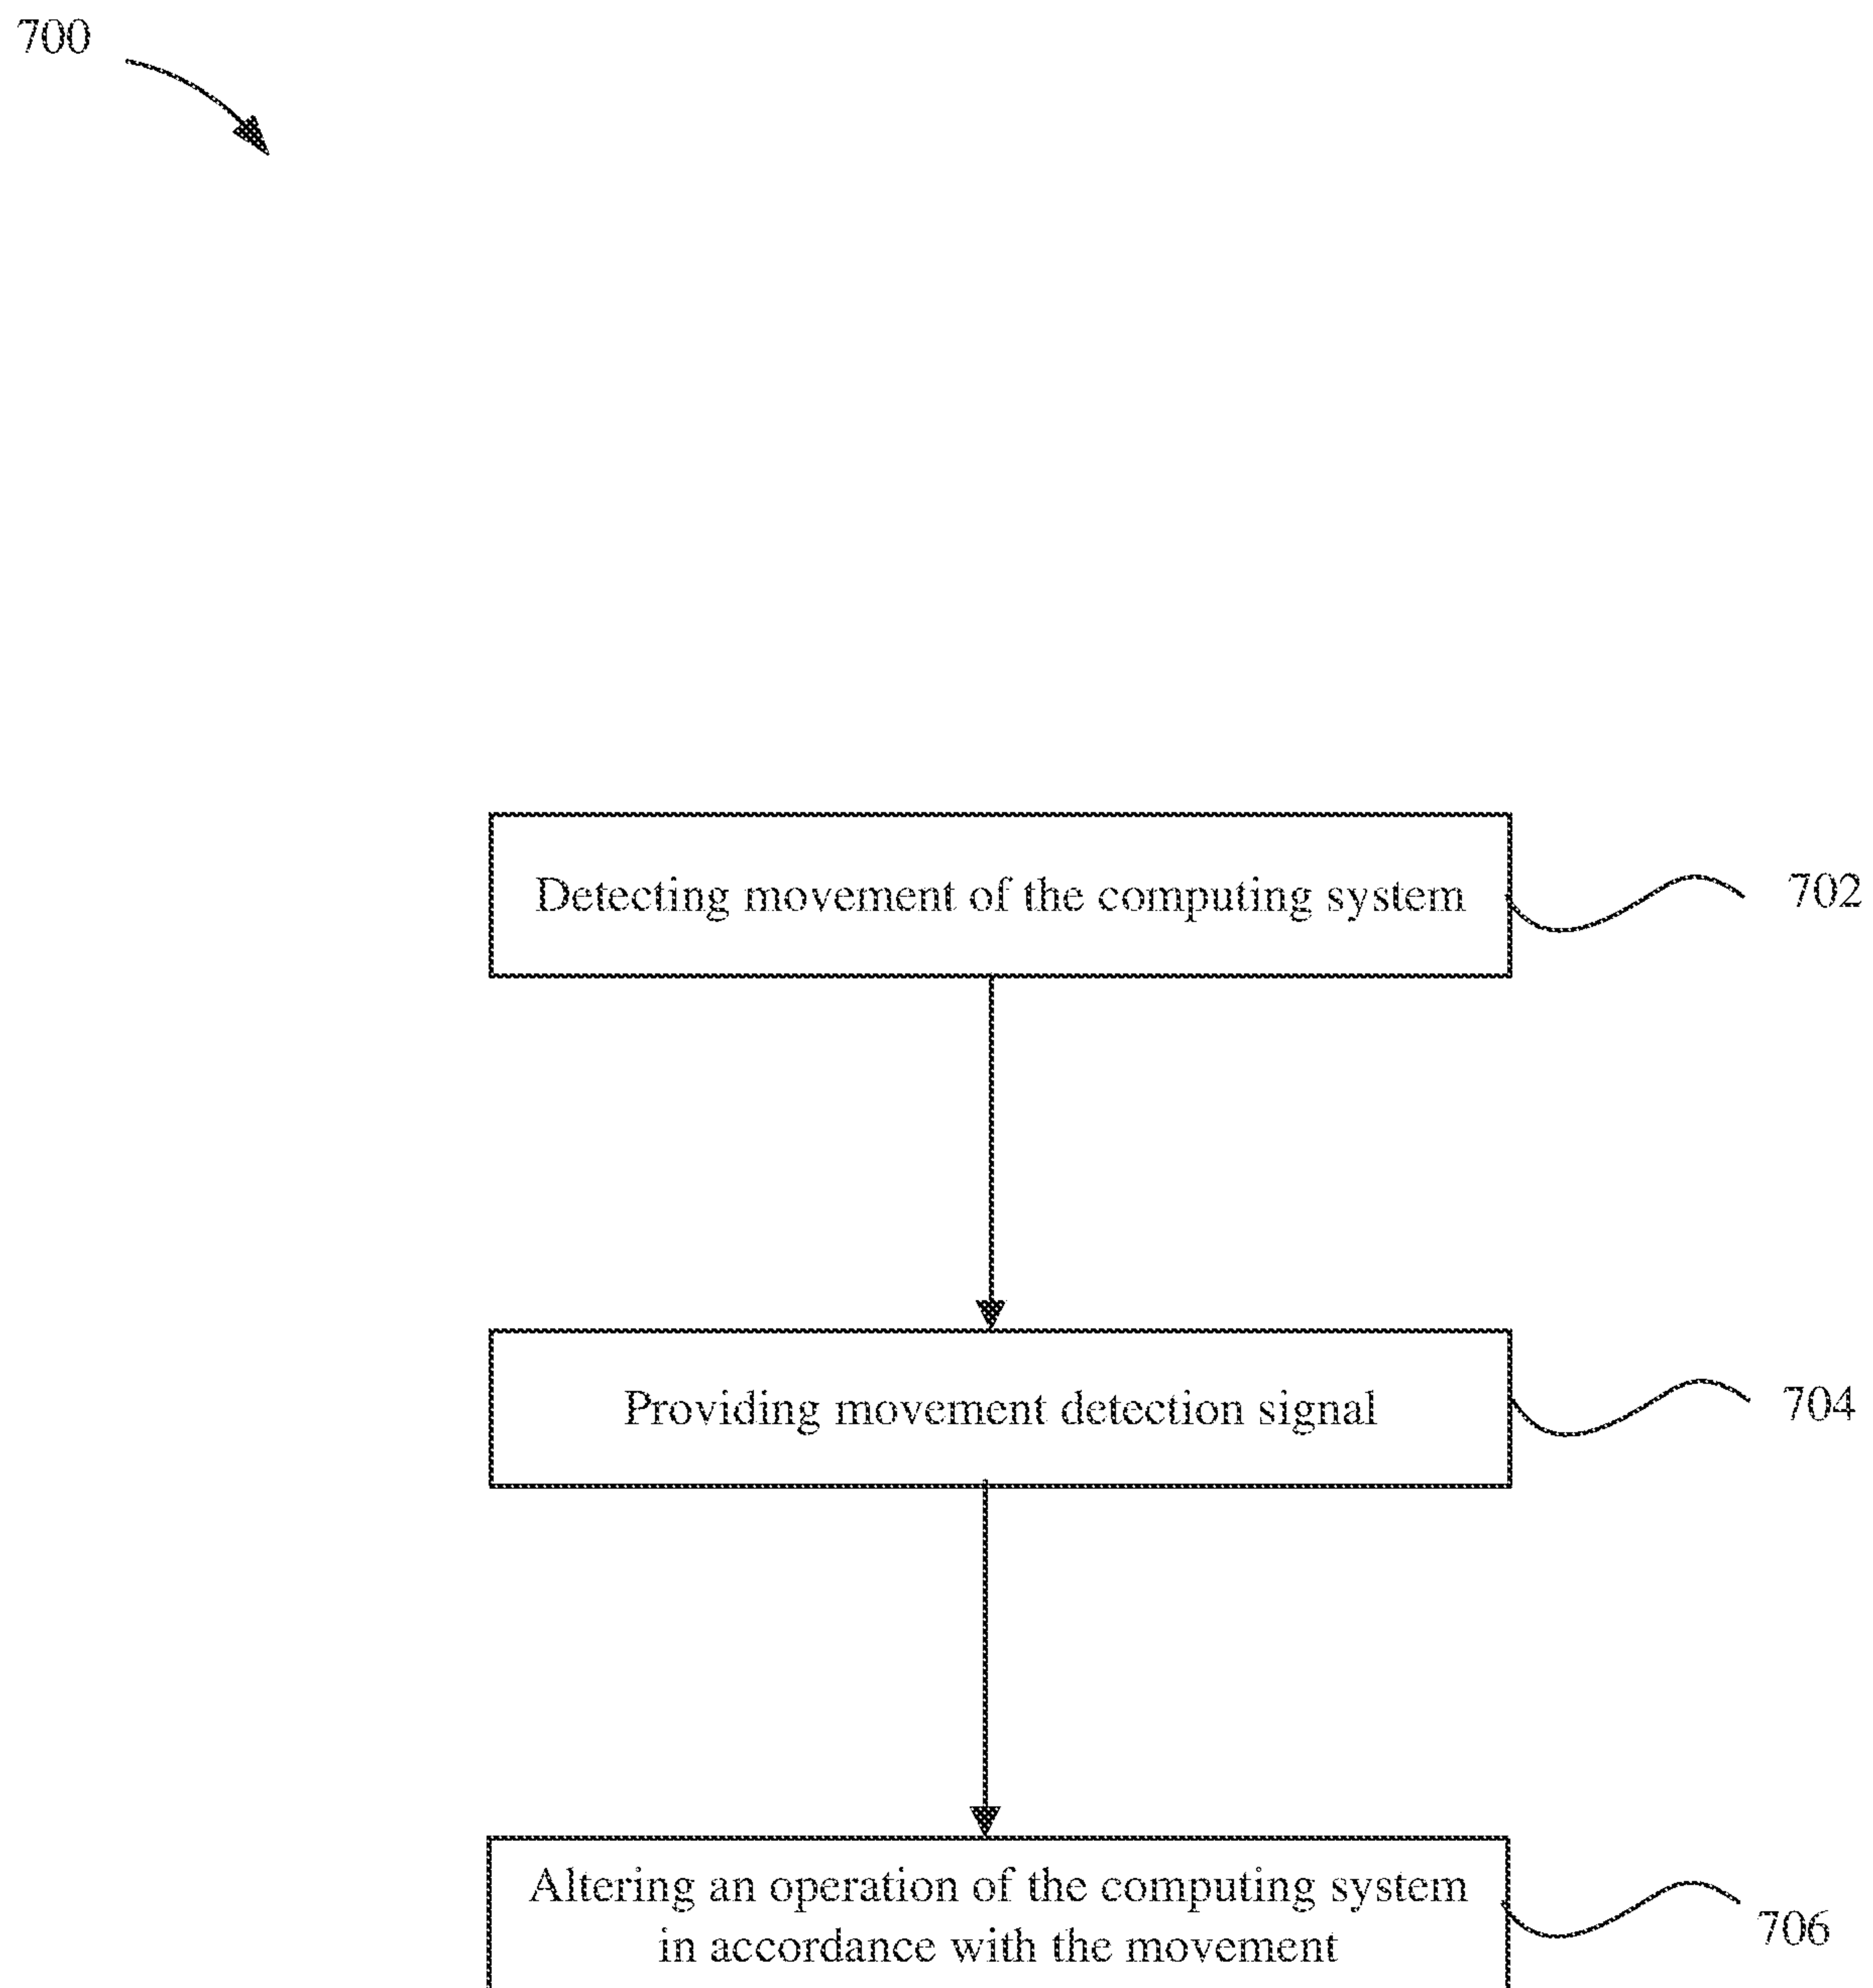 700
Detecting movement of the computing system
702
Providing movement detection signal
704
Altering an operation of the computing system
in accordance with the movement
706